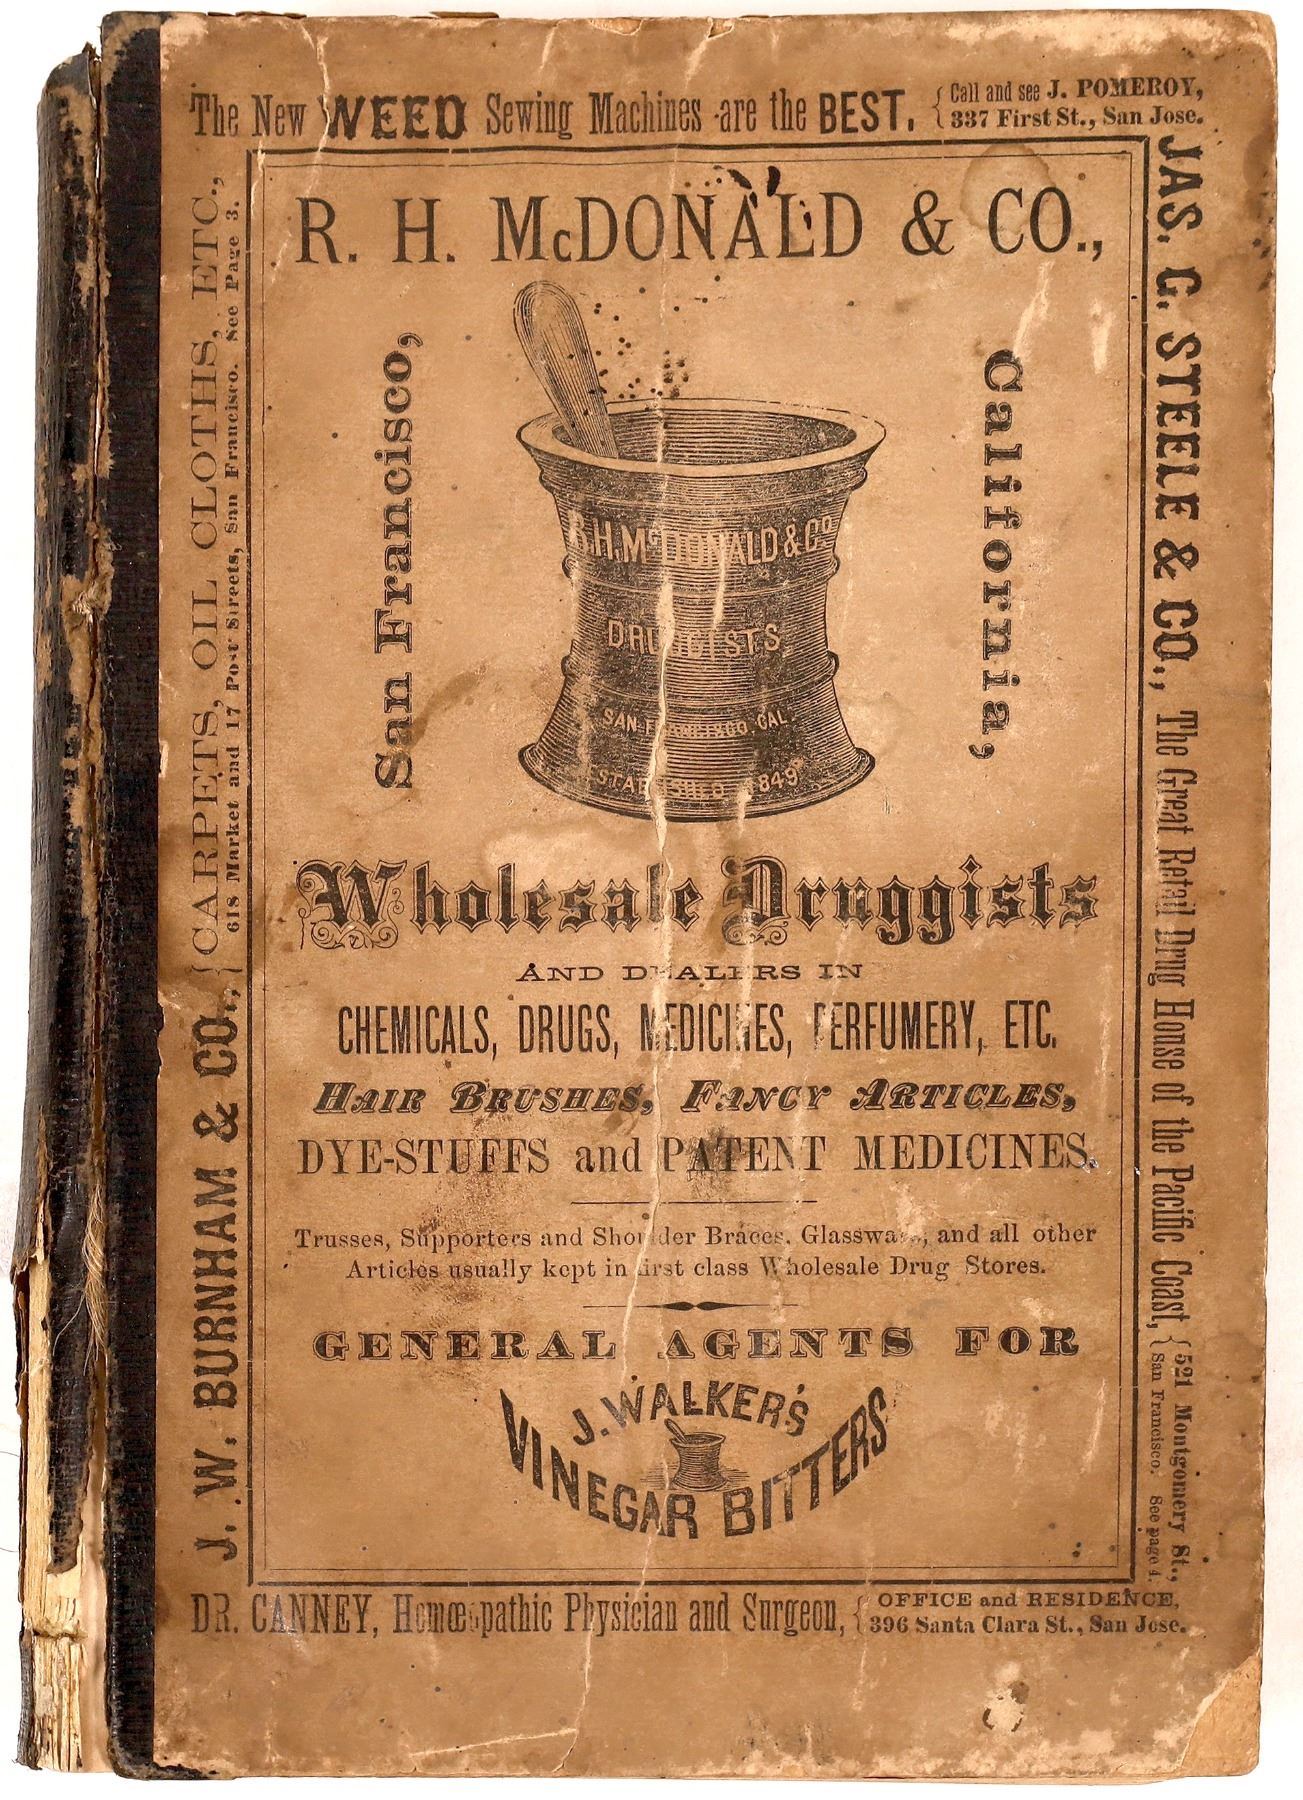 The New WEED Sewing Machines are the BEST. { Call and see J. POMEROY,
337 First St., San Jose.
J. W. BURNHAM & CO., { CARPETS, OIL CLOTHS, ETC.,
618 Market and 17 Post Streets, San Francisco. See Page 3.
R. H. McDONALD & CO.,
San Francisco,
California,
R.H. McDONALD & CO
DRUGGISTS
SAN FRANCISCO. CAL
ESTABLISHED 1849
Wholesale Druggists
AND DEALERS IN
CHEMICALS, DRUGS, MEDICINES, PERFUMERY, ETC.
HAIR BRUSHES, FANCY ARTICLES,
DYE-STUFFS and PATENT MEDICINES.
Trusses, Supporters and Shoulder Braces, Glassware, and all other
Articles usually kept in first class Wholesale Drug Stores.
GENERAL AGENTS FOR
J. WALKER'S
VINEGAR BITTERS
JAS. G. STEELE & CO., The Great Retail Drug House of the Pacific Coast, { 521 Montgomery St.,
San Francisco. See page 4.
DR. CANNEY, Homœopathic Physician and Surgeon, { OFFICE and RESIDENCE,
396 Santa Clara St., San Jose.